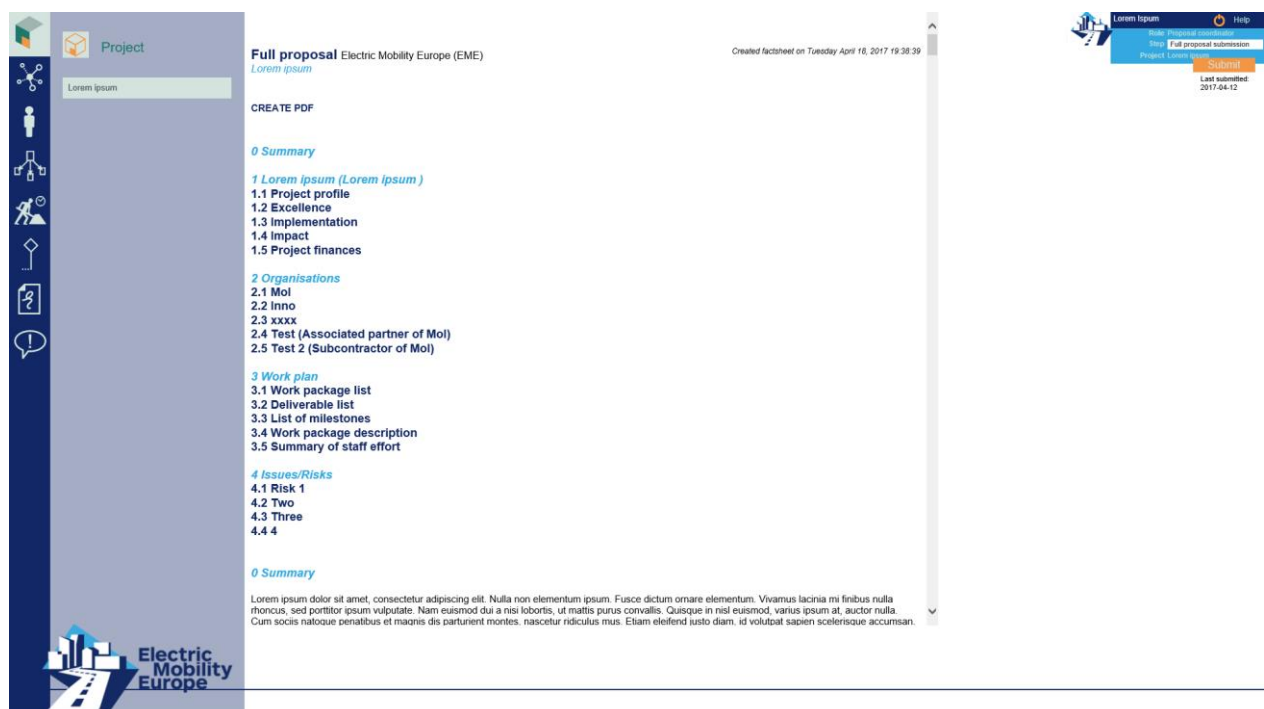 Project
Lorem ipsum
Full proposal Electric Mobility Europe (EME)
Lorem ipsum
Created factsheet on Tuesday April 18, 2017 19:38:39
CREATE PDF
0 Summary
1 Lorem ipsum (Lorem ipsum )
1.1 Project profile
1.2 Excellence
1.3 Implementation
1.4 Impact
1.5 Project finances
2 Organisations
2.1 Mol
2.2 Inno
2.3 xxxx
2.4 Test (Associated partner of Mol)
2.5 Test 2 (Subcontractor of Mol)
3 Work plan
3.1 Work package list
3.2 Deliverable list
3.3 List of milestones
3.4 Work package description
3.5 Summary of staff effort
4 Issues/Risks
4.1 Risk 1
4.2 Two
4.3 Three
4.4 4
0 Summary
Lorem ipsum dolor sit amet, consectetur adipiscing elit. Nulla non elementum ipsum. Fusce dictum ornare elementum. Vivamus lacinia mi finibus nulla
rhoncus, sed porttitor ipsum vulputate. Nam euismod dui a nisi lobortis, ut mattis purus convallis. Quisque in nisl euismod, varius ipsum at, auctor nulla.
Cum sociis natoque penatibus et magnis dis parturient montes, nascetur ridiculus mus. Etiam eleifend justo diam, id volutpat sapien scelerisque accumsan.
Lorem Ispum
Help
Role Proposal coordinator
Step Full proposal submission
Project Lorem Ipsum
Submit
Last submitted:
2017-04-12
Electric
Mobility
Europe